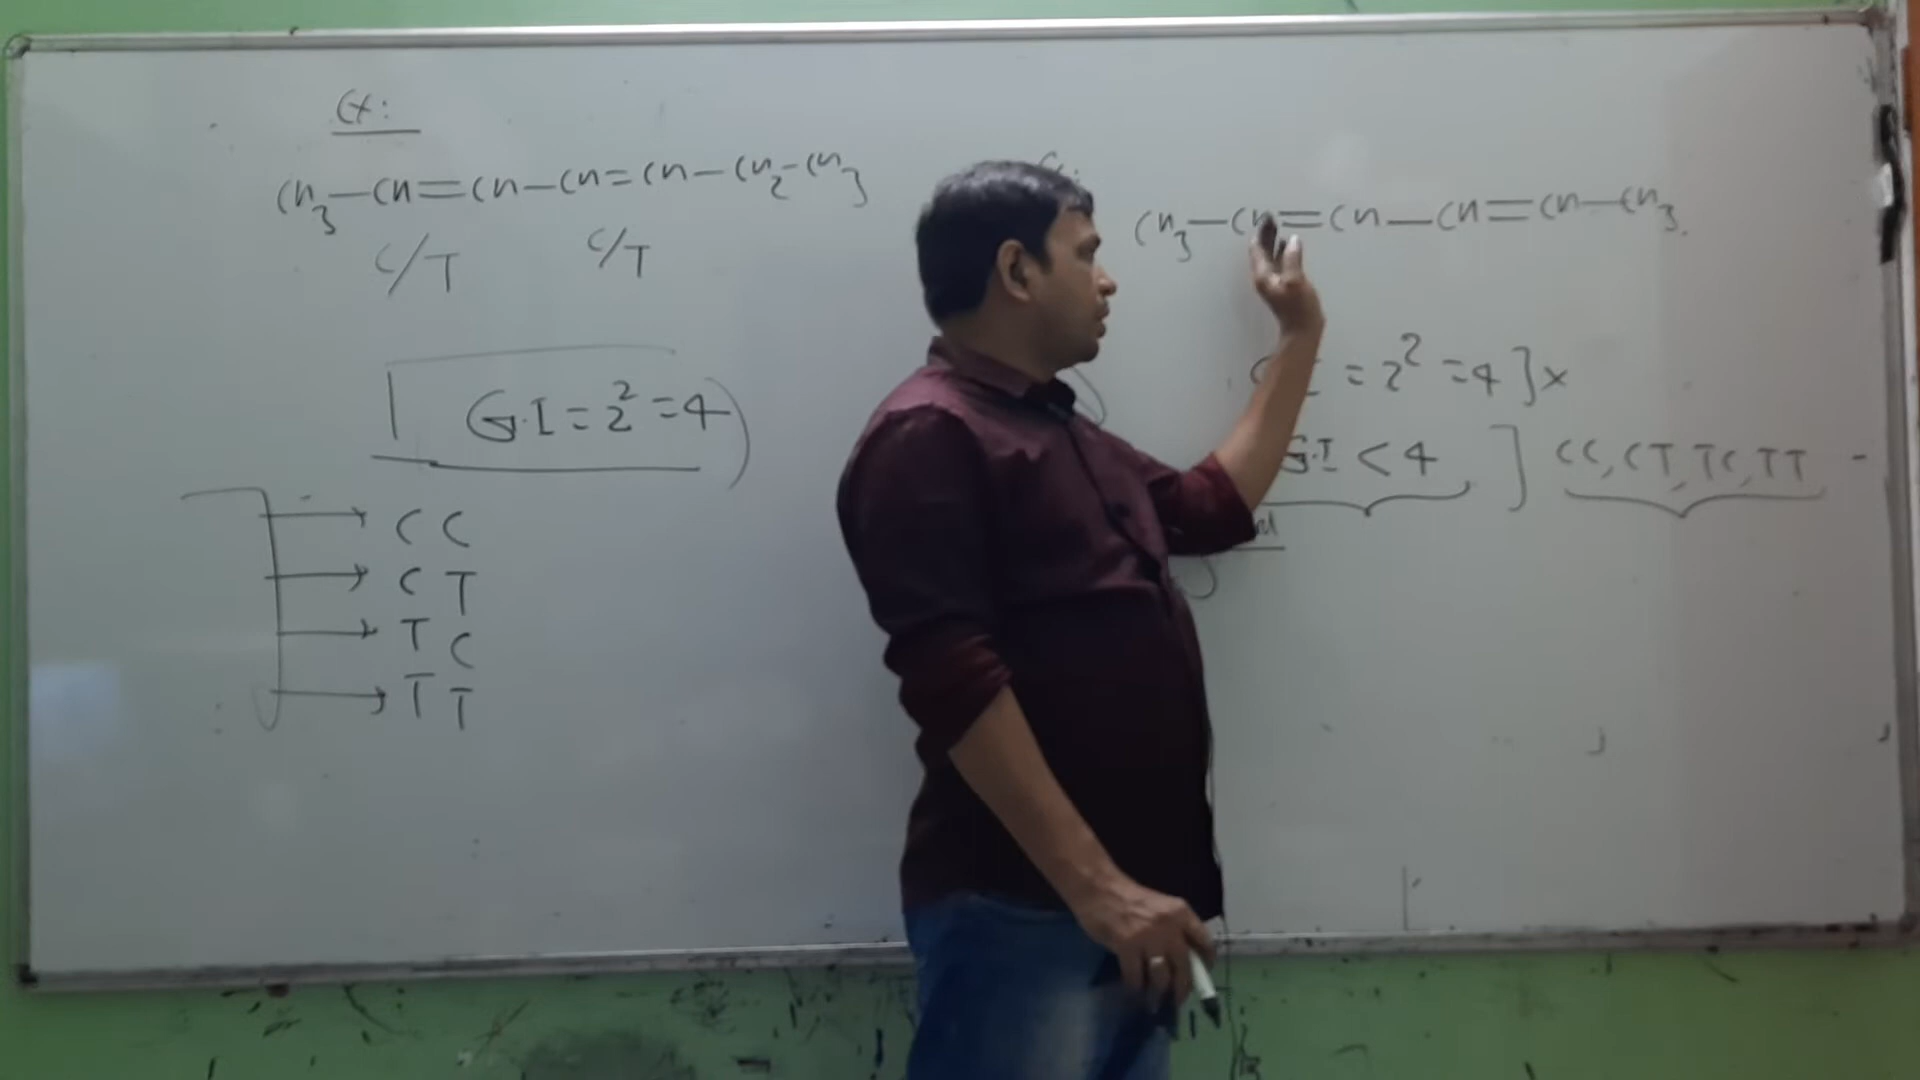 Ex:
CH3—CH=CH—CH=CH—CH2-CH3
C/T C/T
G.I = 2² = 4
CC
CT
TC
TT
CH3—CH=CH—CH=CH—CH3
= 2² = 4]x
G.I < 4 ] CC, CT, TC, TT